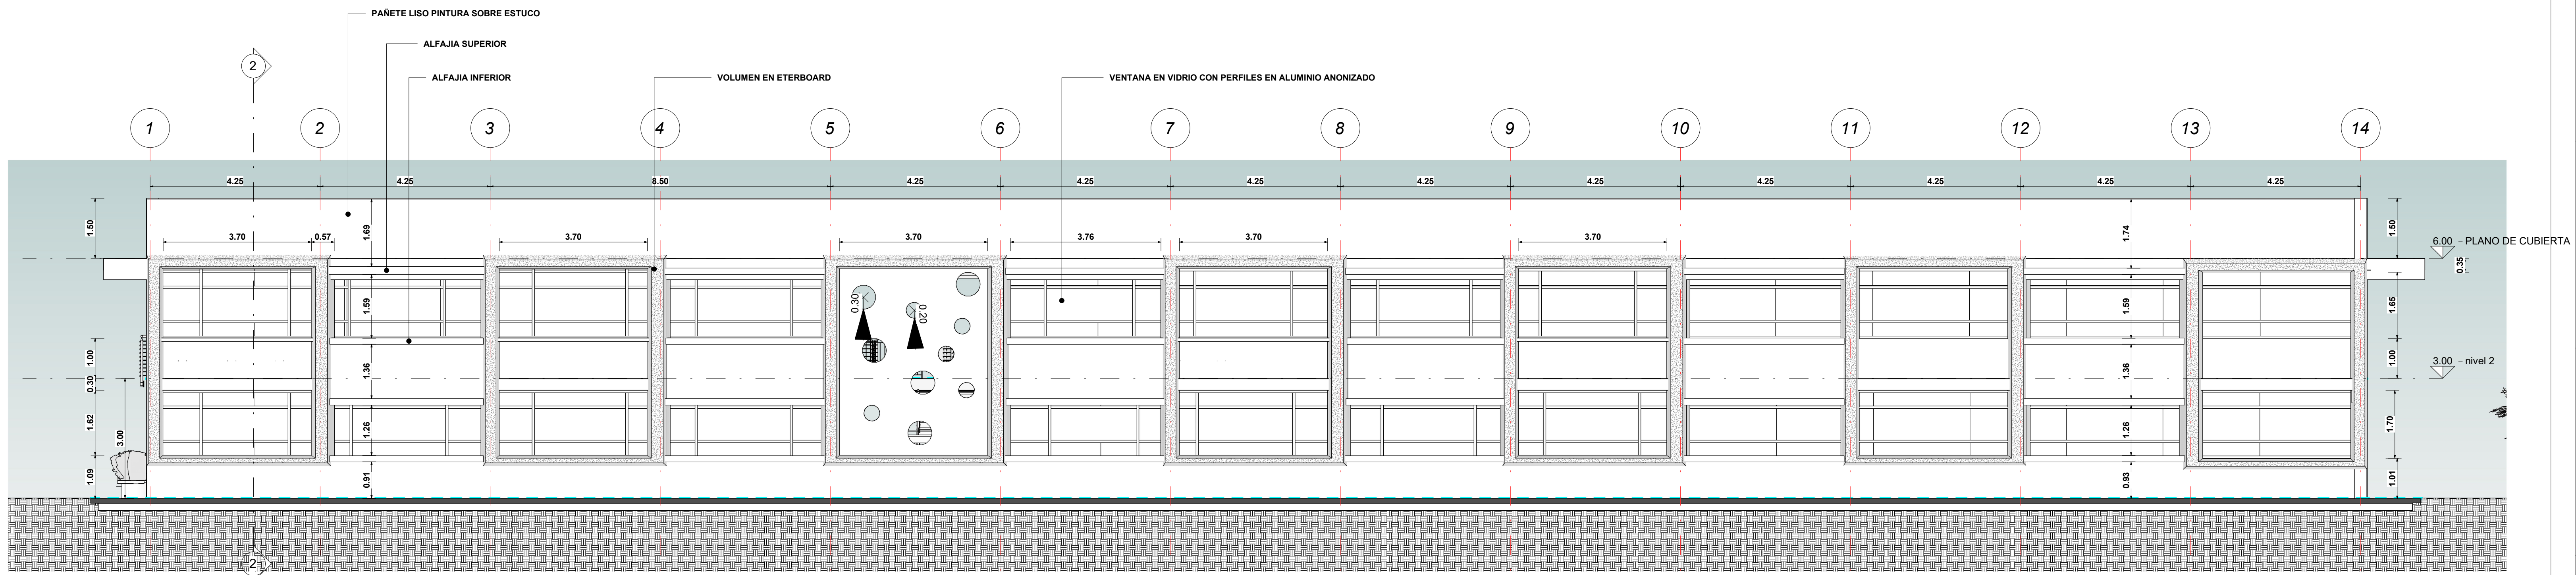 PAÑETE LISO PINTURA SOBRE ESTUCO
ALFAJIA SUPERIOR
2
ALFAJIA INFERIOR
VOLUMEN EN ETERBOARD
VENTANA EN VIDRIO CON PERFILES EN ALUMINIO ANONIZADO
1 2 3 4 5 6 7 8 9 10 11 12 13 14
4.25 4.25 8.50 4.25 4.25 4.25 4.25 4.25 4.25 4.25 4.25 4.25
1.50
1.69
1.74
1.50
3.70 0.57 3.70 3.70 3.76 3.70 3.70
6.00 - PLANO DE CUBIERTA
0.35
1.59
0.30
0.20
1.59
1.65
1.00
1.36
1.36
1.00
3.00 - nivel 2
0.30
1.62
3.00
1.26
1.26
1.70
1.09
0.91
0.93
1.01
2